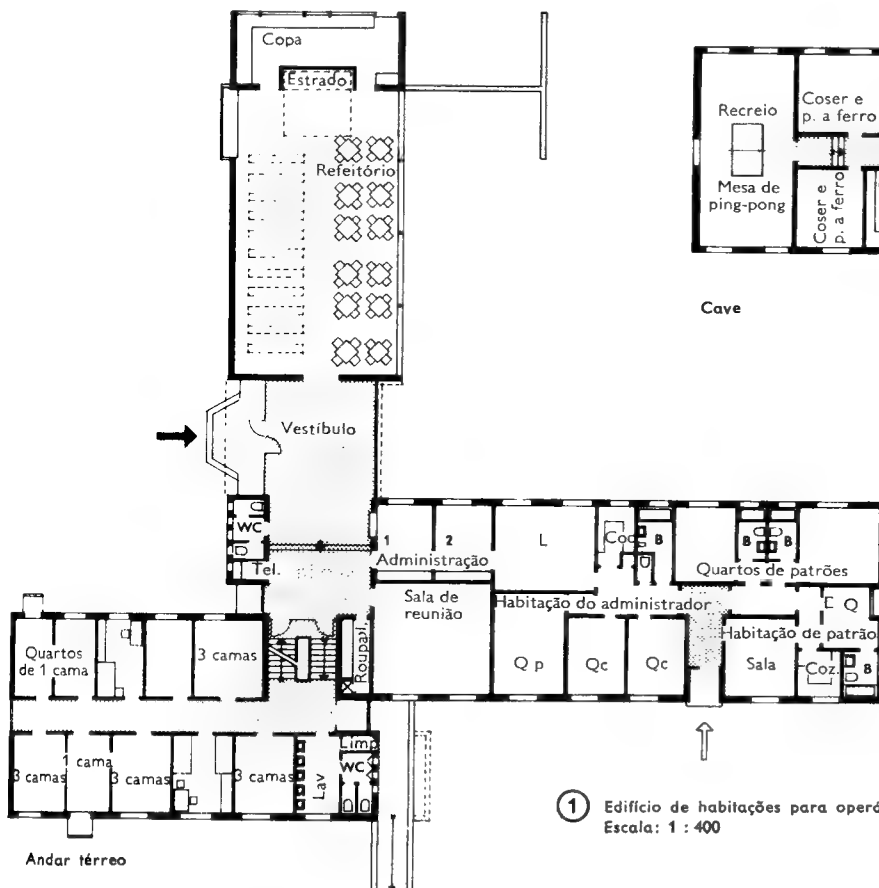 Copa
Estrado
Refeitório
Recreio
Mesa de
ping-pong
Coser e
p. a ferro
Coser e
p. a ferro
Cave
Vestíbulo
WC
Tel.
1
2
Administração
L
B
B
B
Quartos de patrões
Sala de
reunião
Habitação do administrador
Q p
Qc
Qc
Q
Habitação de patrão
Sala
Coz.
B
Roupa
Quartos
de 1 cama
3 camas
3 camas
1 cama
3 camas
3 camas
Lav
Limp
WC
Andar térreo
1 Edifício de habitações para
Escala: 1 : 400